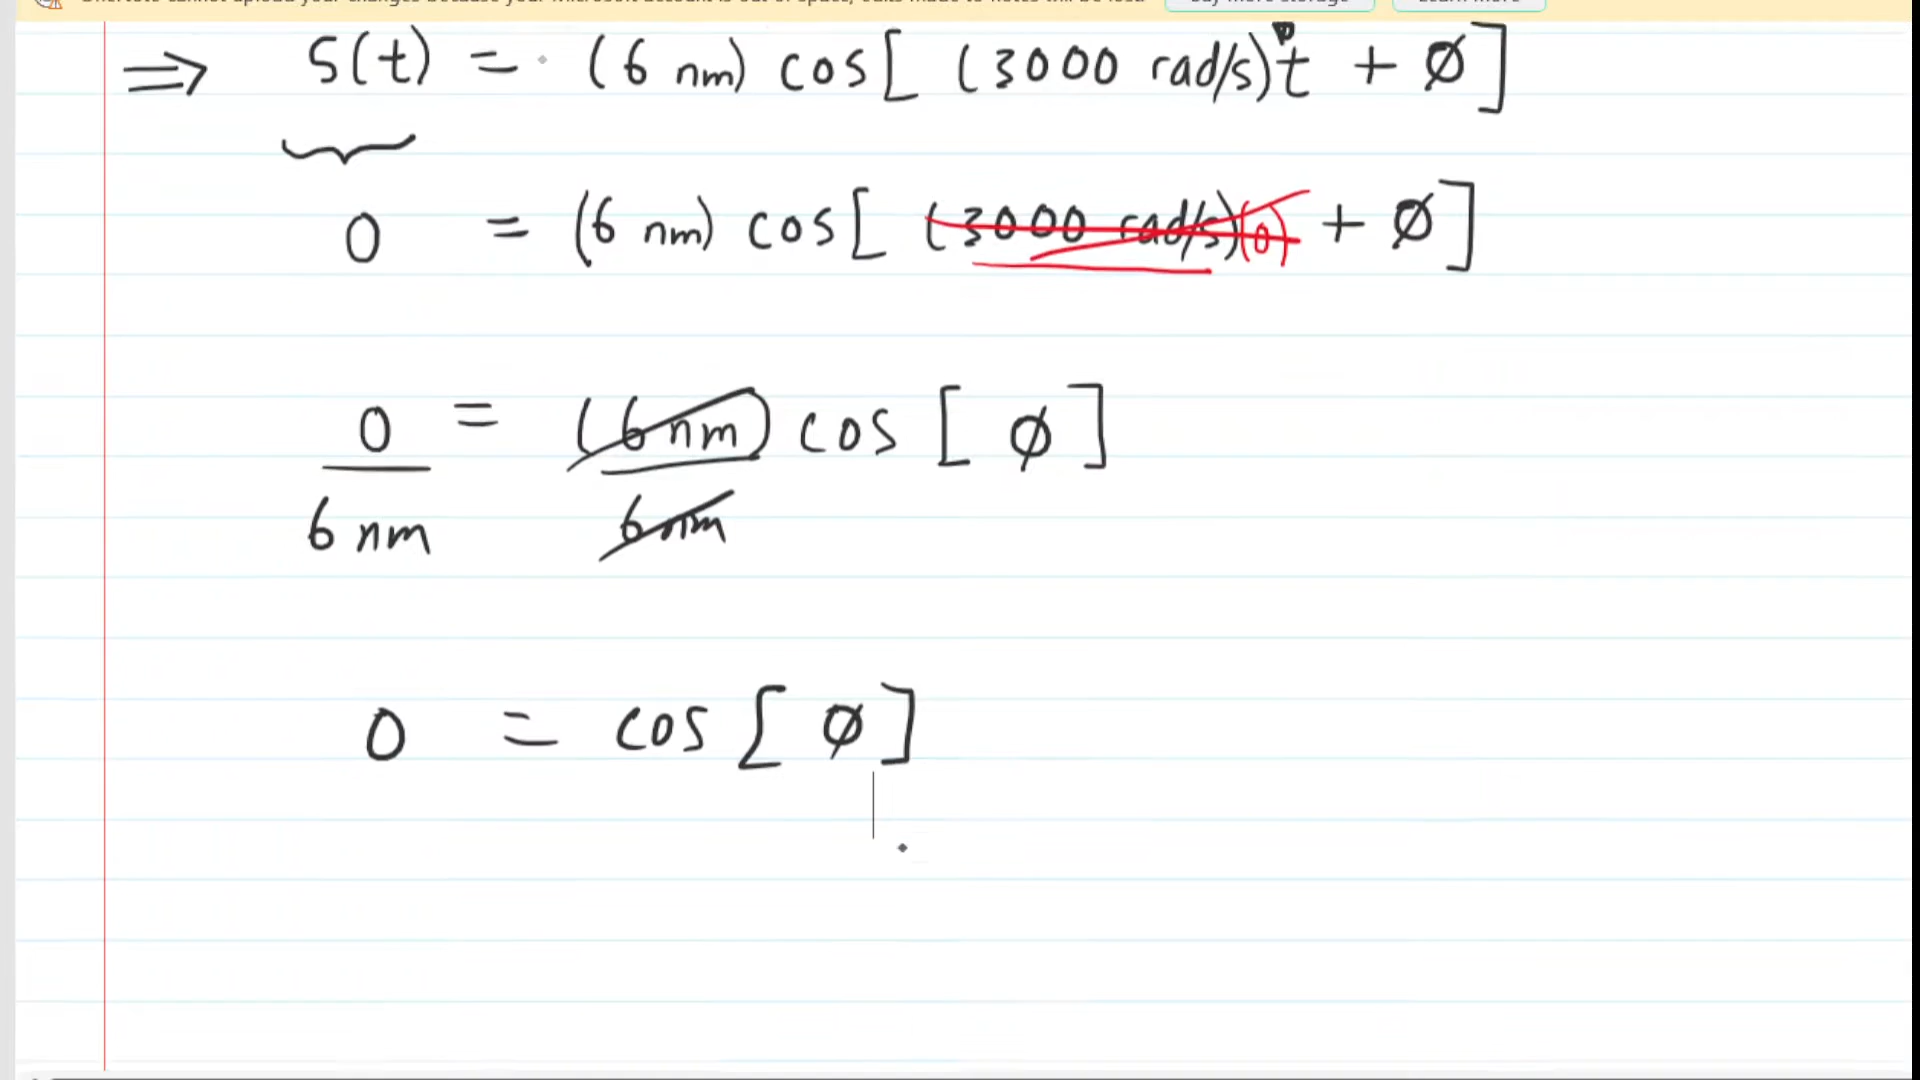 ⇒ S(t) = (6 nm) cos[ (3000 rad/s)t + Ø]
0 = (6 nm) cos[ (3000 rad/s)(0) + Ø]
0 = (6 nm) cos [ Ø]
6 nm 6 nm
0 = cos [ Ø]